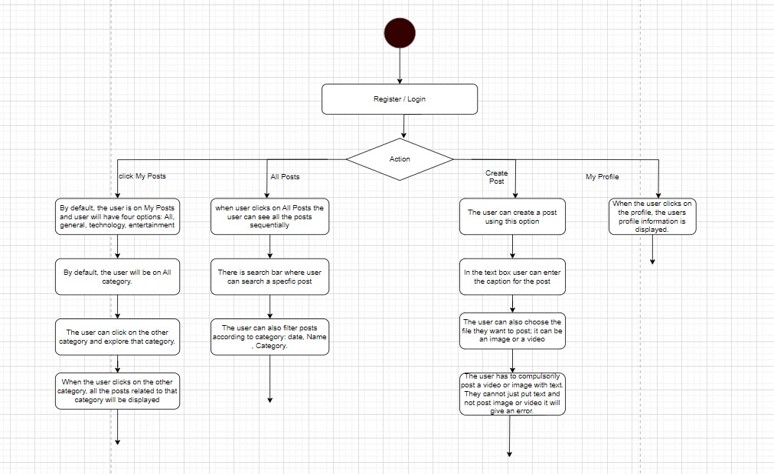 Register / Login
Action
click My Posts
All Posts
Create
Post
My Profile
By default, the user is on My Posts
and user will have four options: All,
general, technology, entertainment
when user clicks on All Posts the
user can see all the posts
sequentially
The user can create a post
using this option
When the user clicks on
the profile, the users
profile information is
displayed.
By default, the user will be on All
category.
There is search bar where user
can search a specfic post
In the text box user can enter
the caption for the post
The user can click on the other
category and explore that category.
The user can also filter posts
according to category: date, Name
, Category.
The user can also choose the
file they want to post; it can be
an image or a video
When the user clicks on the other
category, all the posts related to that
category will be displayed
The user has to compulsorily
post a video or image with text.
They cannot just put text and
not post image or video it will
give an error.